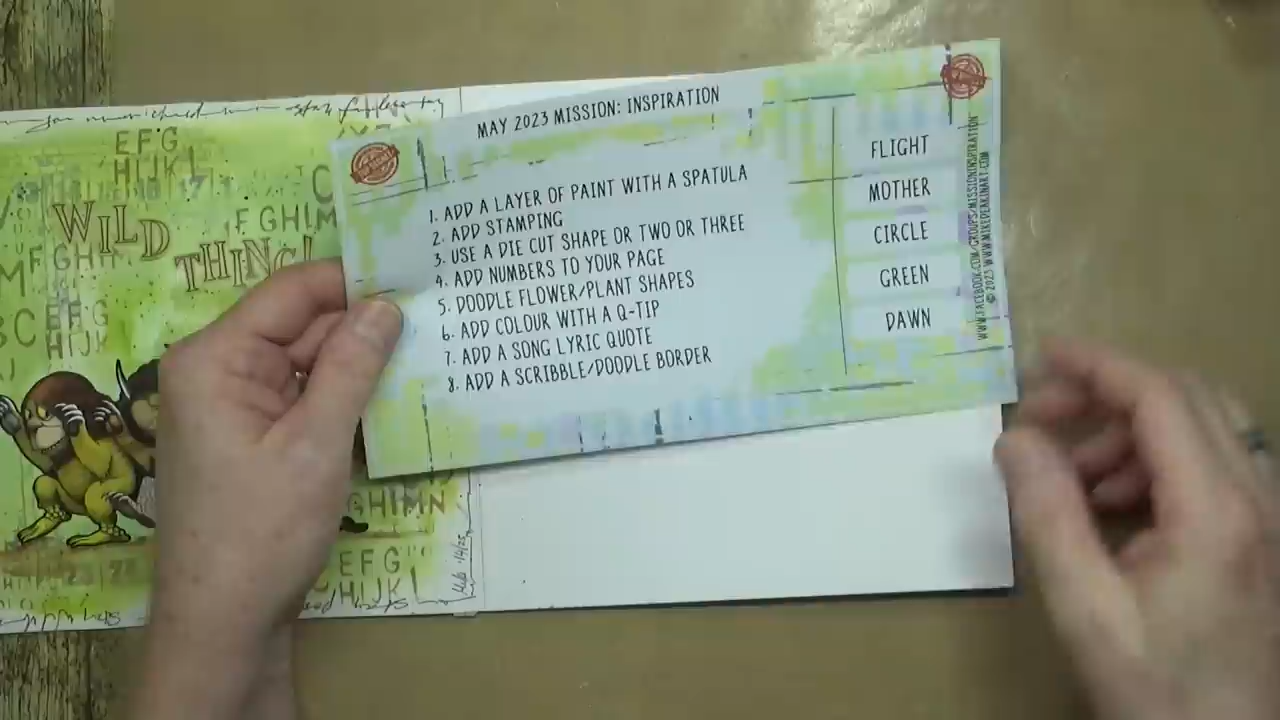 MAY 2023 MISSION: INSPIRATION
1. ADD A LAYER OF PAINT WITH A SPATULA
2. ADD STAMPING
3. USE A DIE CUT SHAPE OR TWO OR THREE
4. ADD NUMBERS TO YOUR PAGE
5. DOODLE FLOWER/PLANT SHAPES
6. ADD COLOUR WITH A Q-TIP
7. ADD A SONG LYRIC QUOTE
8. ADD A SCRIBBLE/DOODLE BORDER
FLIGHT
MOTHER
CIRCLE
GREEN
DAWN
WWW.FACEBOOK.COM/GROUPS/MISSIONINSPIRATION
© 2023 WWW.MIKEDEAKINART.COM
WILD
THING!
EFG
HIJKL
F GHIM
EFG
HIJK
GHIMN
EFG
HIJKL